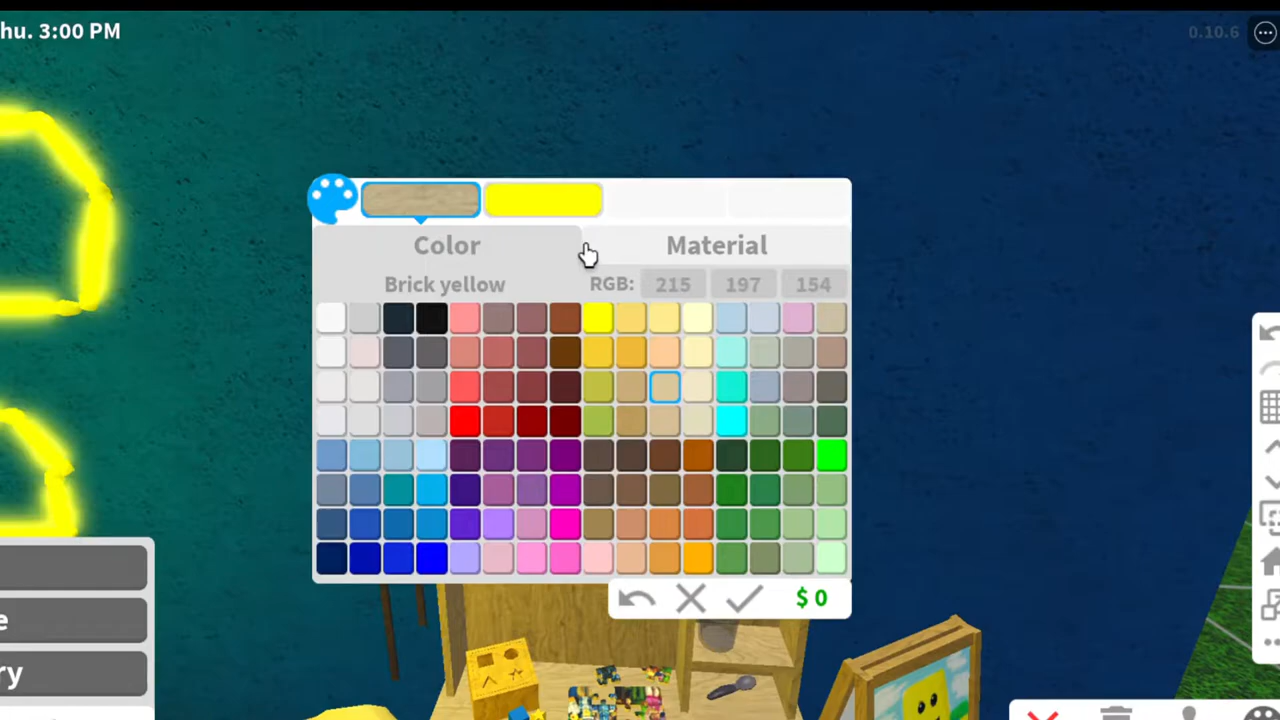 hu. 3:00 PM
0.10.6
Color
Material
Brick yellow
RGB: 215 197 154
$ 0
e
ry